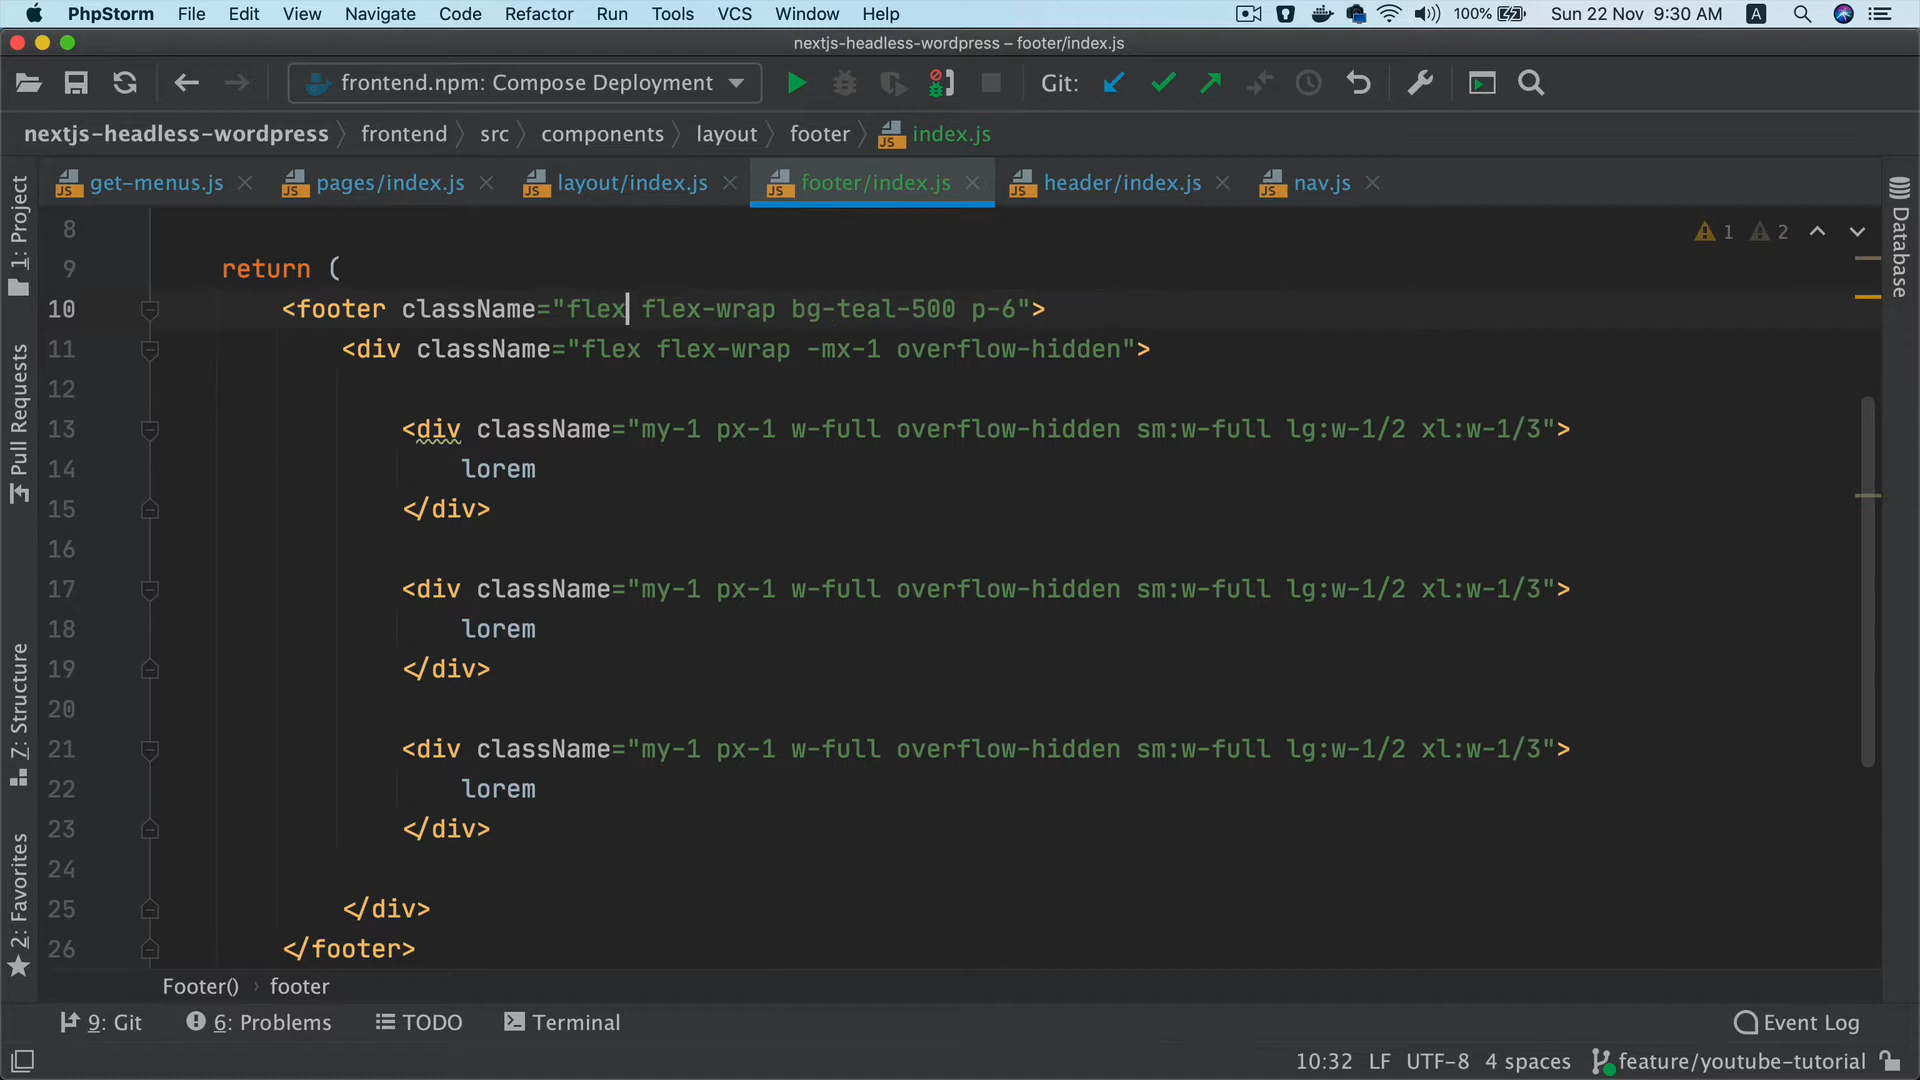 PhpStorm File Edit View Navigate Code Refactor Run Tools VCS Window Help 100% Sun 22 Nov 9:30 AM A
nextjs-headless-wordpress – footer/index.js
frontend.npm: Compose Deployment Git:
nextjs-headless-wordpress frontend src components layout footer index.js
get-menus.js pages/index.js layout/index.js footer/index.js header/index.js nav.js
1: Project
Pull Requests
Z: Structure
2: Favorites
Database
1 2
8
9 return (
10 <footer className="flex flex-wrap bg-teal-500 p-6">
11 <div className="flex flex-wrap -mx-1 overflow-hidden">
12
13 <div className="my-1 px-1 w-full overflow-hidden sm:w-full lg:w-1/2 xl:w-1/3">
14 lorem
15 </div>
16
17 <div className="my-1 px-1 w-full overflow-hidden sm:w-full lg:w-1/2 xl:w-1/3">
18 lorem
19 </div>
20
21 <div className="my-1 px-1 w-full overflow-hidden sm:w-full lg:w-1/2 xl:w-1/3">
22 lorem
23 </div>
24
25 </div>
26 </footer>
Footer() › footer
9: Git 6: Problems TODO Terminal Event Log
10:32 LF UTF-8 4 spaces feature/youtube-tutorial